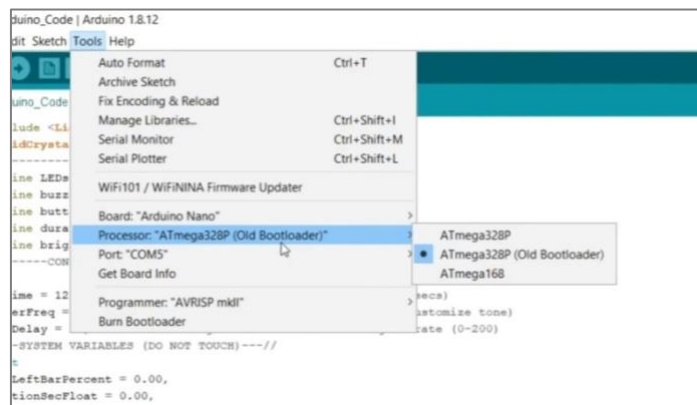 duino_Code | Arduino 1.8.12
dit Sketch Tools Help
uino_Code
Auto Format Ctrl+T
Archive Sketch
Fix Encoding & Reload
Manage Libraries... Ctrl+Shift+I
Serial Monitor Ctrl+Shift+M
Serial Plotter Ctrl+Shift+L
WiFi101 / WiFiNINA Firmware Updater
Board: "Arduino Nano"
Processor: "ATmega328P (Old Bootloader)"
Port: "COM5"
Get Board Info
Programmer: "AVRISP mkII"
Burn Bootloader
ATmega328P
ATmega328P (Old Bootloader)
ATmega168
lude <Li
idCrysta
ine LEDs
ine buzz
ine butt
ine dura
ine brig
-----CON
ime = 12 secs)
erFreq = ustomize tone)
Delay = rate (0-200)
-SYSTEM VARIABLES (DO NOT TOUCH)---//
t
LeftBarPercent = 0.00,
tionSecFloat = 0.00,